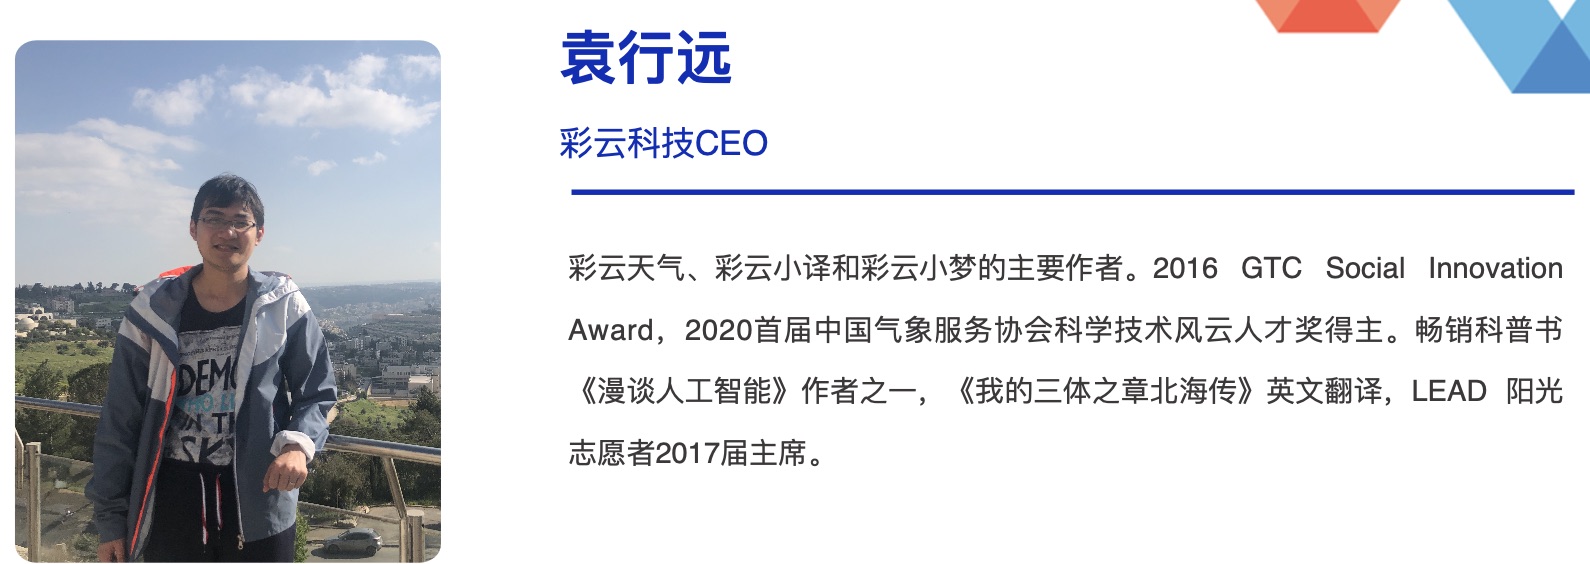 袁行远
彩云科技CEO
彩云天气、彩云小译和彩云小梦的主要作者。2016 GTC Social Innovation
Award，2020首届中国气象服务协会科学技术风云人才奖得主。畅销科普书
《漫谈人工智能》作者之一，《我的三体之章北海传》英文翻译，LEAD 阳光
志愿者2017届主席。
DEMO
IN TH